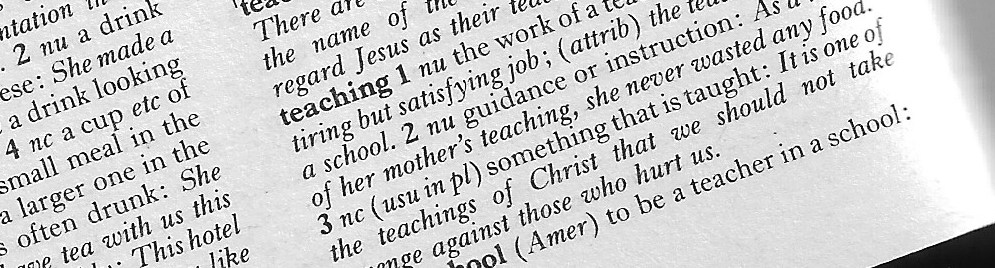 2 nu a drink
ese: She made a
a drink looking
4 nc a cup etc of
small meal in the
a larger one in the
often drunk: She
tea with us this
This hotel
like
There are
the name of the
regard Jesus as their
teaching 1 nu the work of a
tiring but satisfying job; (attrib) the
a school. 2 nu guidance or instruction: As a
of her mother's teaching, she never wasted any food.
3 nc (usu in pl) something that is taught: It is one of
the teachings of Christ that we should not take
against those who hurt us.
(Amer) to be a teacher in a school: